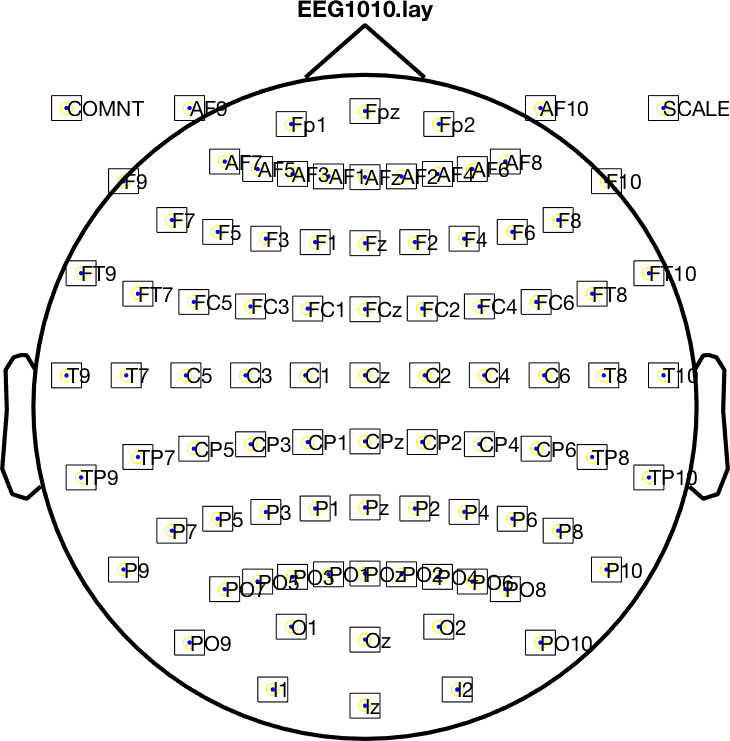 EEG1010.lay
COMNT AF9 Fp1 Fpz Fp2 AF10 SCALE
F9 AF7 AF5 AF3 AF1 AFz AF2 AF4 AF6 AF8 F10
F7 F5 F3 F1 Fz F2 F4 F6 F8
FT9 FT7 FC5 FC3 FC1 FCz FC2 FC4 FC6 FT8 FT10
T9 T7 C5 C3 C1 Cz C2 C4 C6 T8 T10
TP9 TP7 CP5 CP3 CP1 CPz CP2 CP4 CP6 TP8 TP10
P7 P5 P3 P1 Pz P2 P4 P6 P8
P9 PO7 PO5 PO3 PO1 POz PO2 PO4 PO6 PO8 P10
PO9 O1 Oz O2 PO10
I1 Iz I2